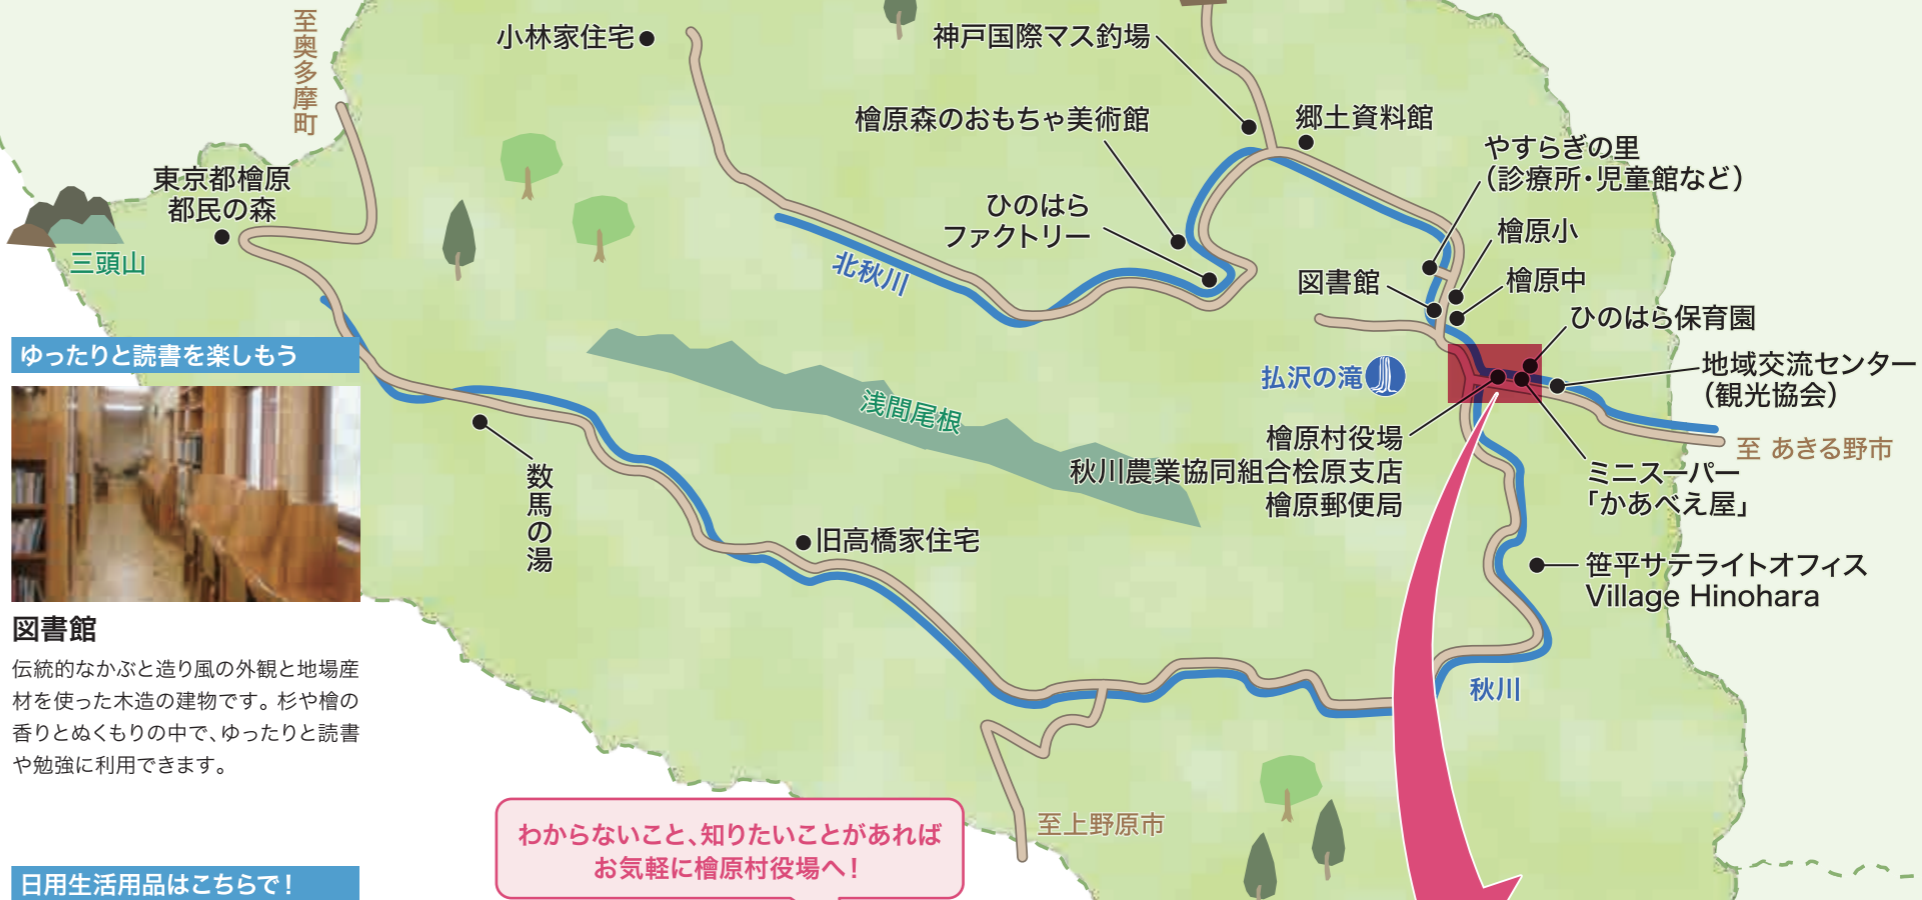 至奥多摩町
小林家住宅
神戸国際マス釣場
檜原森のおもちゃ美術館
郷土資料館
やすらぎの里
(診療所・児童館など)
東京都檜原
都民の森
三頭山
ひのはら
ファクトリー
檜原小
北秋川
図書館
檜原中
ひのはら保育園
ゆったりと読書を楽しもう
払沢の滝
地域交流センター
(観光協会)
浅間尾根
檜原村役場
秋川農業協同組合桧原支店
檜原郵便局
至 あきる野市
ミニスーパー
「かあべえ屋」
数馬の湯
旧高橋家住宅
笹平サテライトオフィス
Village Hinohara
図書館
伝統的なかぶと造り風の外観と地場産
材を使った木造の建物です。杉や檜の
香りとぬくもりの中で、ゆったりと読書
や勉強に利用できます。
秋川
至上野原市
わからないこと、知りたいことがあれば
お気軽に檜原村役場へ!
日用生活用品はこちらで!